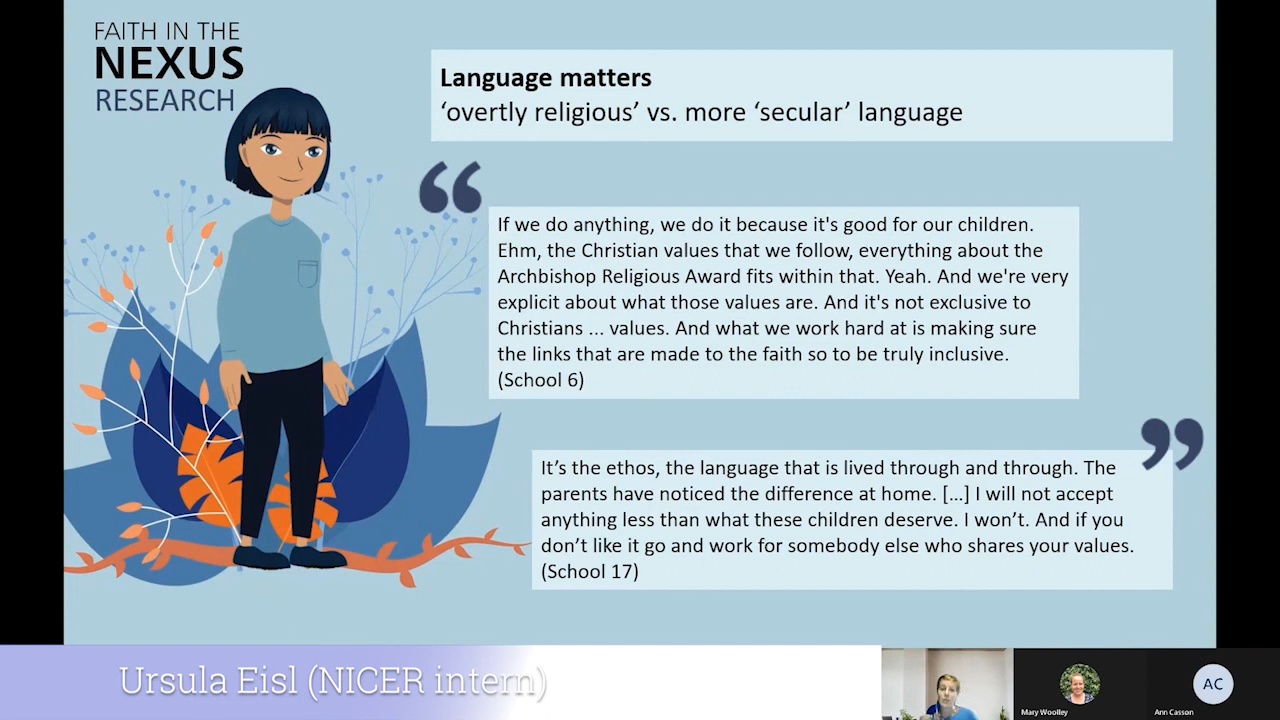 FAITH IN THE
NEXUS
RESEARCH
Language matters
‘overtly religious’ vs. more ‘secular’ language
“
If we do anything, we do it because it's good for our children.
Ehm, the Christian values that we follow, everything about the
Archbishop Religious Award fits within that. Yeah. And we're very
explicit about what those values are. And it's not exclusive to
Christians ... values. And what we work hard at is making sure
the links that are made to the faith so to be truly inclusive.
(School 6)
”
It’s the ethos, the language that is lived through and through. The
parents have noticed the difference at home. […] I will not accept
anything less than what these children deserve. I won’t. And if you
don’t like it go and work for somebody else who shares your values.
(School 17)
Ursula Eisl (NICER intern)
Mary Woolley
AC
Ann Casson